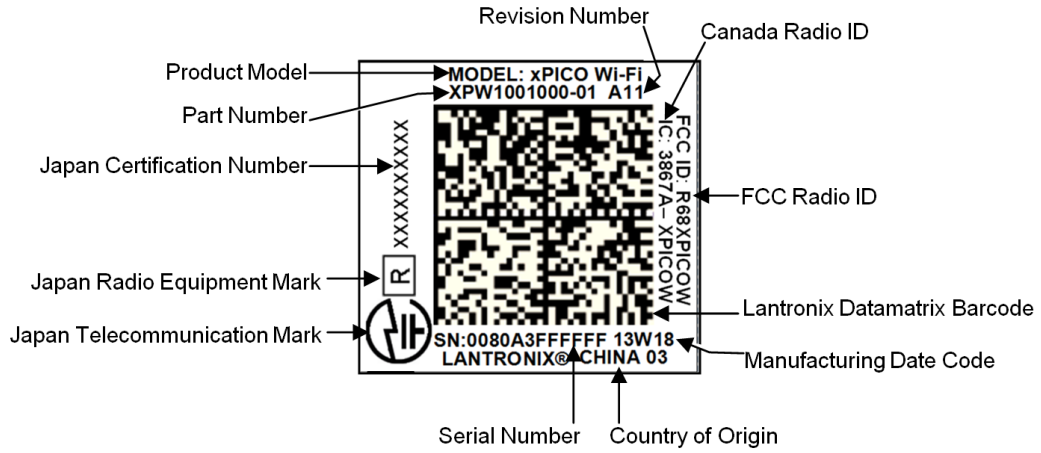 Revision Number
Canada Radio ID
Product Model
MODEL: xPICO Wi-Fi
Part Number
XPW1001000-01 A11
Japan Certification Number
XXXXXXXXXX
FCC ID: R68XPICOW
IC: 3867A– XPICOW
FCC Radio ID
Japan Radio Equipment Mark
R
Lantronix Datamatrix Barcode
Japan Telecommunication Mark
SN:0080A3FFFFFF 13W18
Manufacturing Date Code
LANTRONIX® CHINA 03
Serial Number
Country of Origin